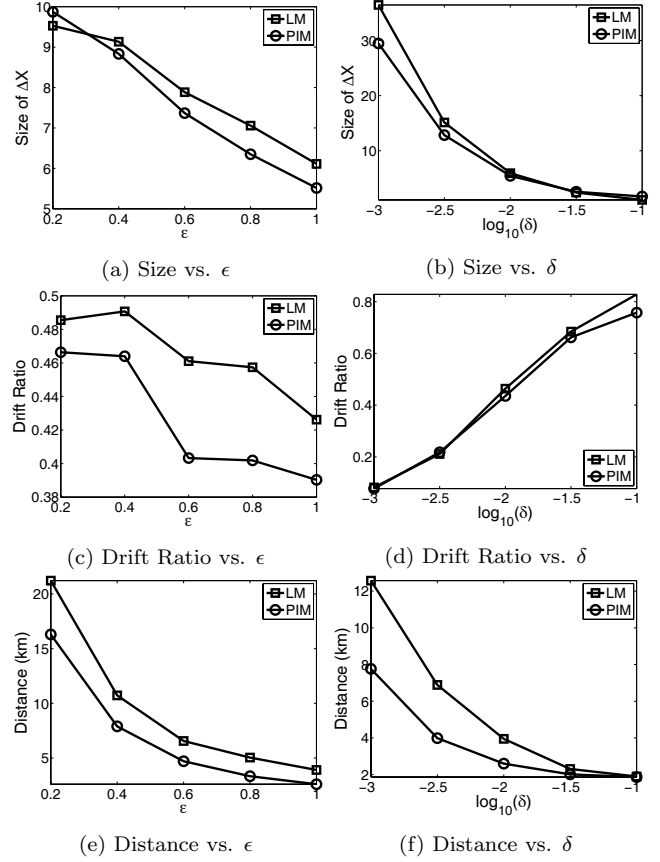 10
9
8
7
6
5
0.2 0.4 0.6 0.8 1
ε
Size of ΔX
LM
PIM
(a) Size vs. ϵ
30
20
10
-3 -2.5 -2 -1.5 -1
log10(δ)
Size of ΔX
LM
PIM
(b) Size vs. δ
0.5
0.48
0.46
0.44
0.42
0.4
0.38
0.2 0.4 0.6 0.8 1
ε
Drift Ratio
LM
PIM
(c) Drift Ratio vs. ϵ
0.8
0.6
0.4
0.2
-3 -2.5 -2 -1.5 -1
log10(δ)
Drift Ratio
LM
PIM
(d) Drift Ratio vs. δ
20
15
10
5
0.2 0.4 0.6 0.8 1
ε
Distance (km)
LM
PIM
(e) Distance vs. ϵ
12
10
8
6
4
2
-3 -2.5 -2 -1.5 -1
log10(δ)
Distance (km)
LM
PIM
(f) Distance vs. δ